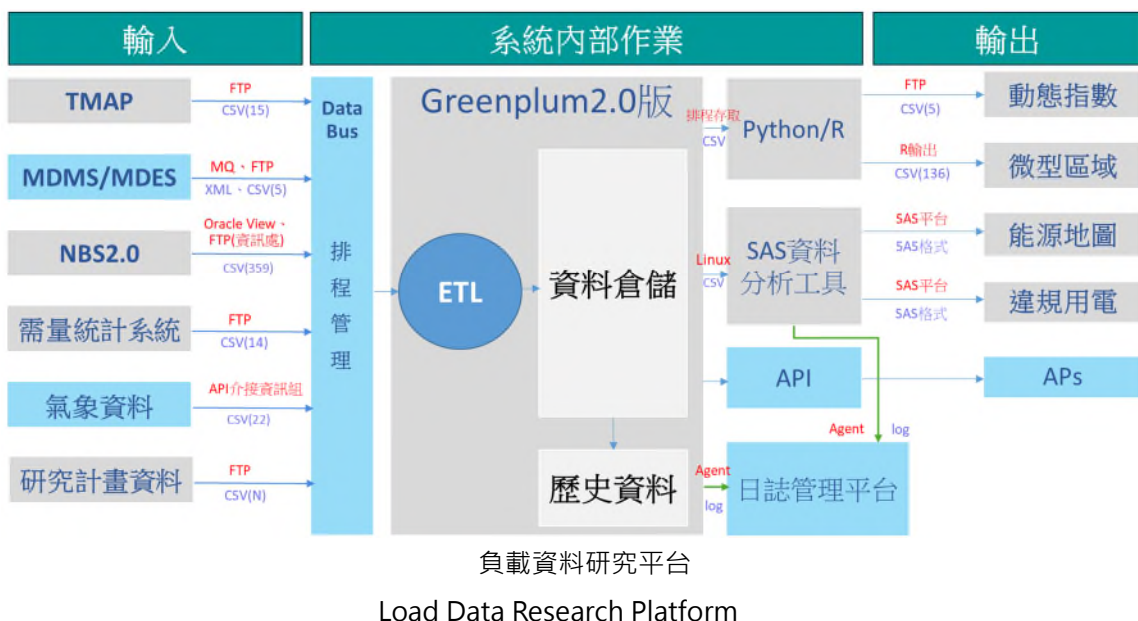 輸入
系統內部作業
輸出
TMAP
FTP
CSV(15)
MDMS/MDES
MQ、FTP
XML、CSV(5)
NBS2.0
Oracle View、
FTP(資訊處)
CSV(359)
需量統計系統
FTP
CSV(14)
氣象資料
API介接資訊組
CSV(22)
研究計畫資料
FTP
CSV(N)
Data
Bus
排
程
管
理
Greenplum2.0版
ETL
資料倉儲
歷史資料
排程存取
CSV
Python/R
Linux
CSV
SAS資料
分析工具
API
Agent
log
Agent
log
日誌管理平台
FTP
CSV(5)
動態指數
R輸出
CSV(136)
微型區域
SAS平台
SAS格式
能源地圖
SAS平台
SAS格式
違規用電
APs
負載資料研究平台
Load Data Research Platform